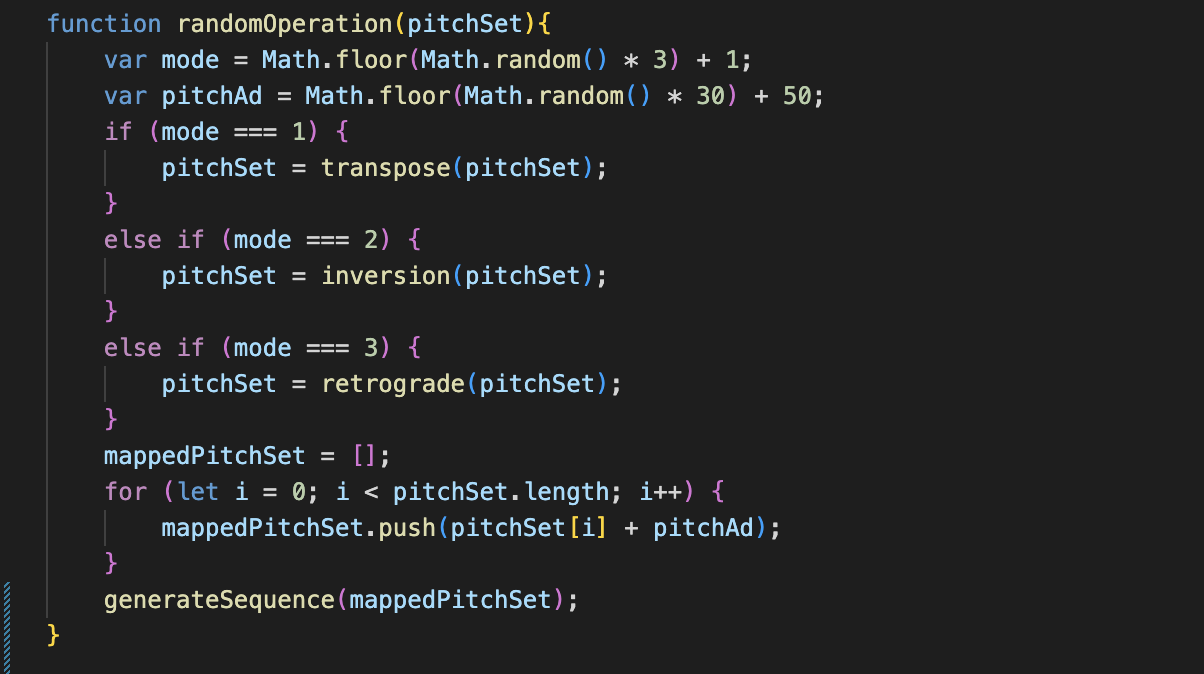 function randomOperation(pitchSet){
    var mode = Math.floor(Math.random() * 3) + 1;
    var pitchAd = Math.floor(Math.random() * 30) + 50;
    if (mode === 1) {
        pitchSet = transpose(pitchSet);
    }
    else if (mode === 2) {
        pitchSet = inversion(pitchSet);
    }
    else if (mode === 3) {
        pitchSet = retrograde(pitchSet);
    }
    mappedPitchSet = [];
    for (let i = 0; i < pitchSet.length; i++) {
        mappedPitchSet.push(pitchSet[i] + pitchAd);
    }
    generateSequence(mappedPitchSet);
}